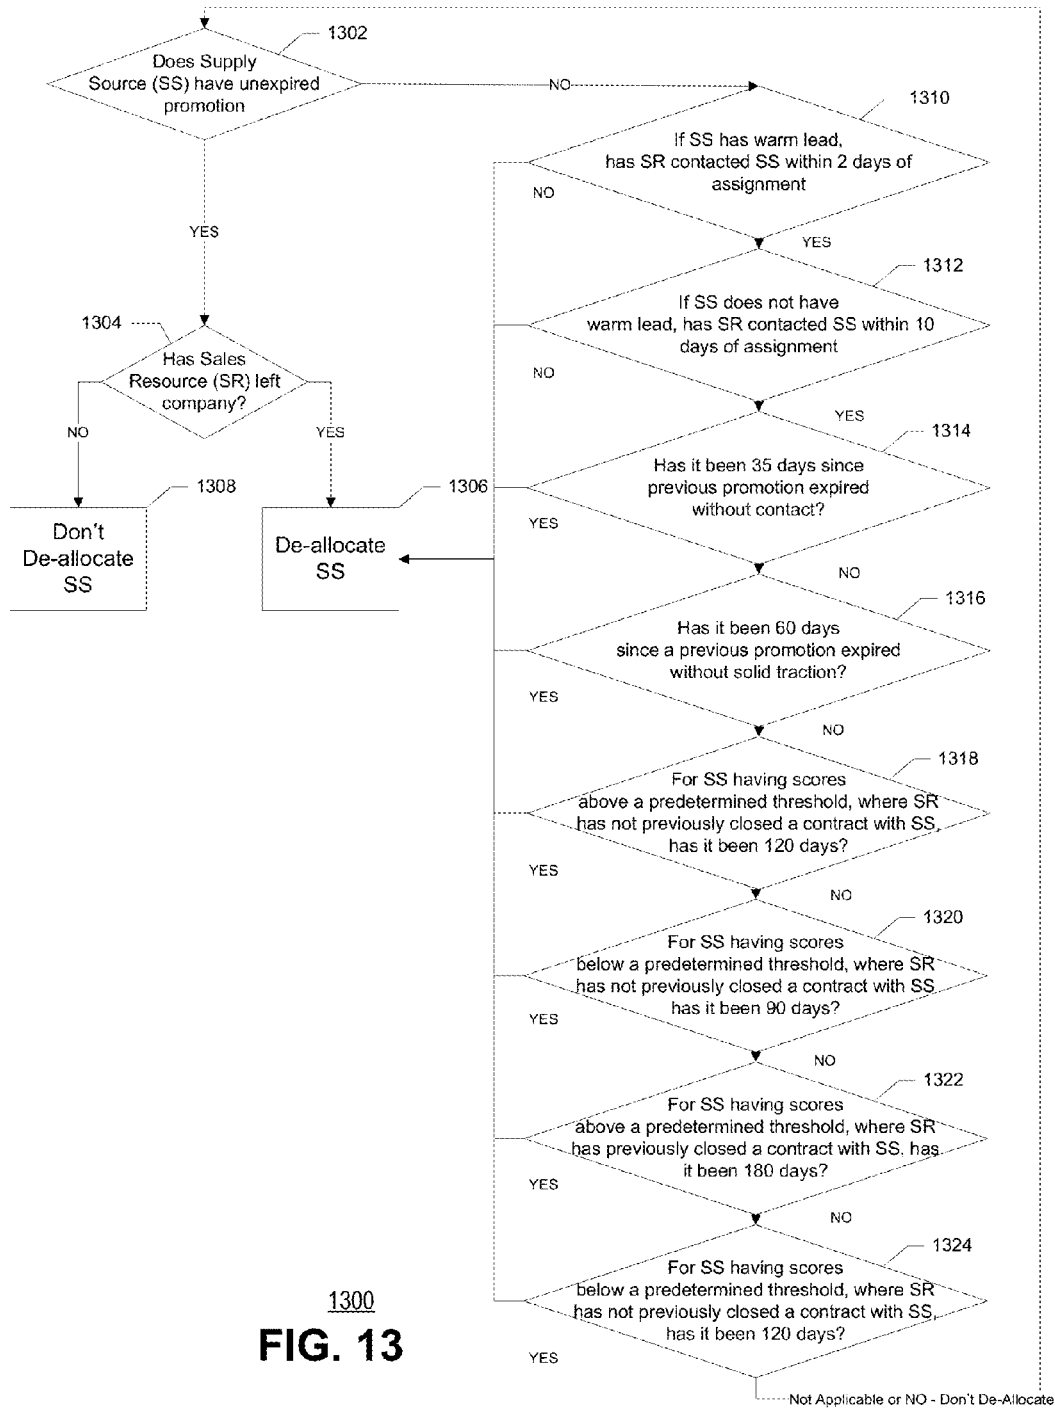 1302
Does Supply
Source (SS) have unexpired
promotion
NO
1310
If SS has warm lead,
has SR contacted SS within 2 days of
assignment
NO
YES
YES
1312
If SS does not have
warm lead, has SR contacted SS within 10
days of assignment
NO
YES
1304
Has Sales
Resource (SR) left
company?
NO
YES
1314
Has it been 35 days since
previous promotion expired
without contact?
YES
NO
1308
Don't
De-allocate
SS
1306
De-allocate
SS
1316
Has it been 60 days
since a previous promotion expired
without solid traction?
YES
NO
1318
For SS having scores
above a predetermined threshold, where SR
has not previously closed a contract with SS,
has it been 120 days?
YES
NO
1320
For SS having scores
below a predetermined threshold, where SR
has not previously closed a contract with SS
has it been 90 days?
YES
NO
1322
For SS having scores
above a predetermined threshold, where SR
has previously closed a contract with SS, has
it been 180 days?
YES
NO
1324
For SS having scores
below a predetermined threshold, where SR
has not previously closed a contract with SS,
has it been 120 days?
YES
Not Applicable or NO - Don't De-Allocate
1300
FIG. 13